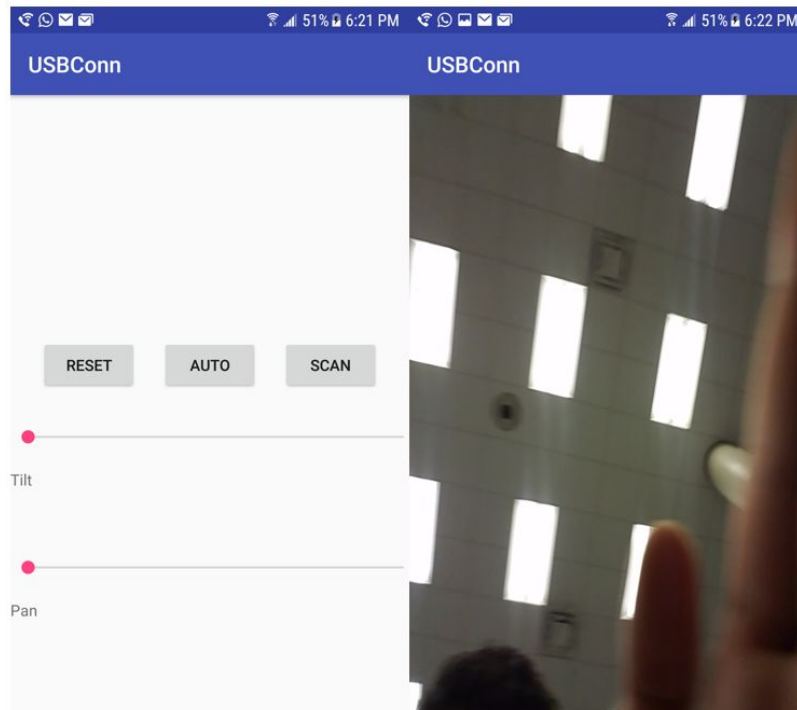 51% 6:21 PM
USBConn
RESET AUTO SCAN
Tilt
Pan
51% 6:22 PM
USBConn